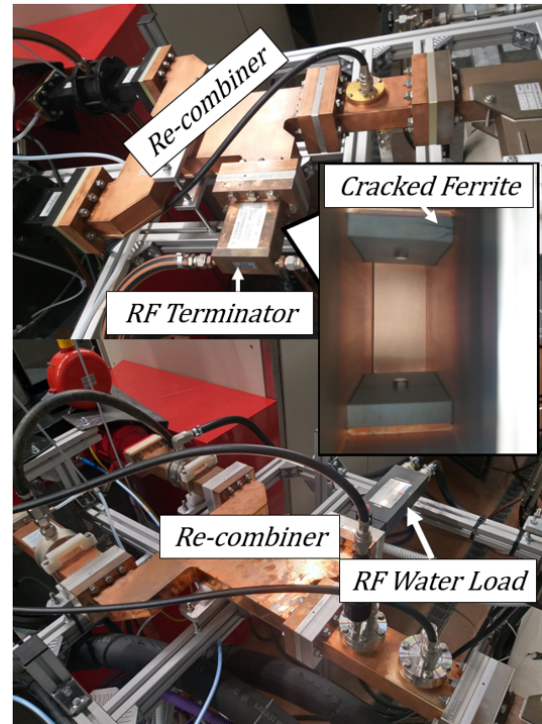 Re-combiner
Cracked Ferrite
RF Terminator
Re-combiner
RF Water Load